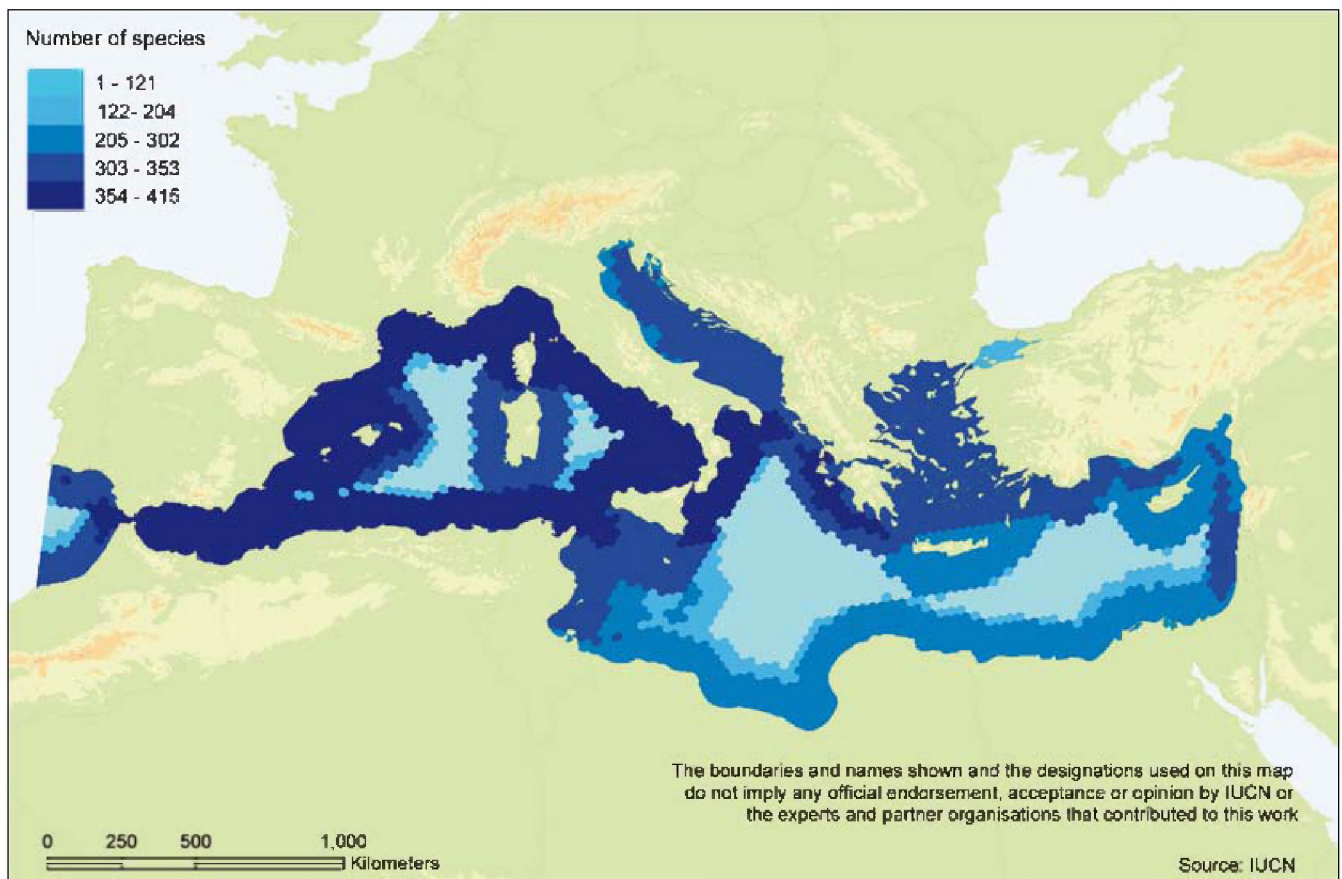 Number of species
1 - 121
122- 204
205 - 302
303 - 353
354 - 415
The boundaries and names shown and the designations used on this map
do not imply any official endorsement, acceptance or opinion by IUCN or
the experts and partner organisations that contributed to this work
0 250 500 1,000
Kilometers
Source: IUCN